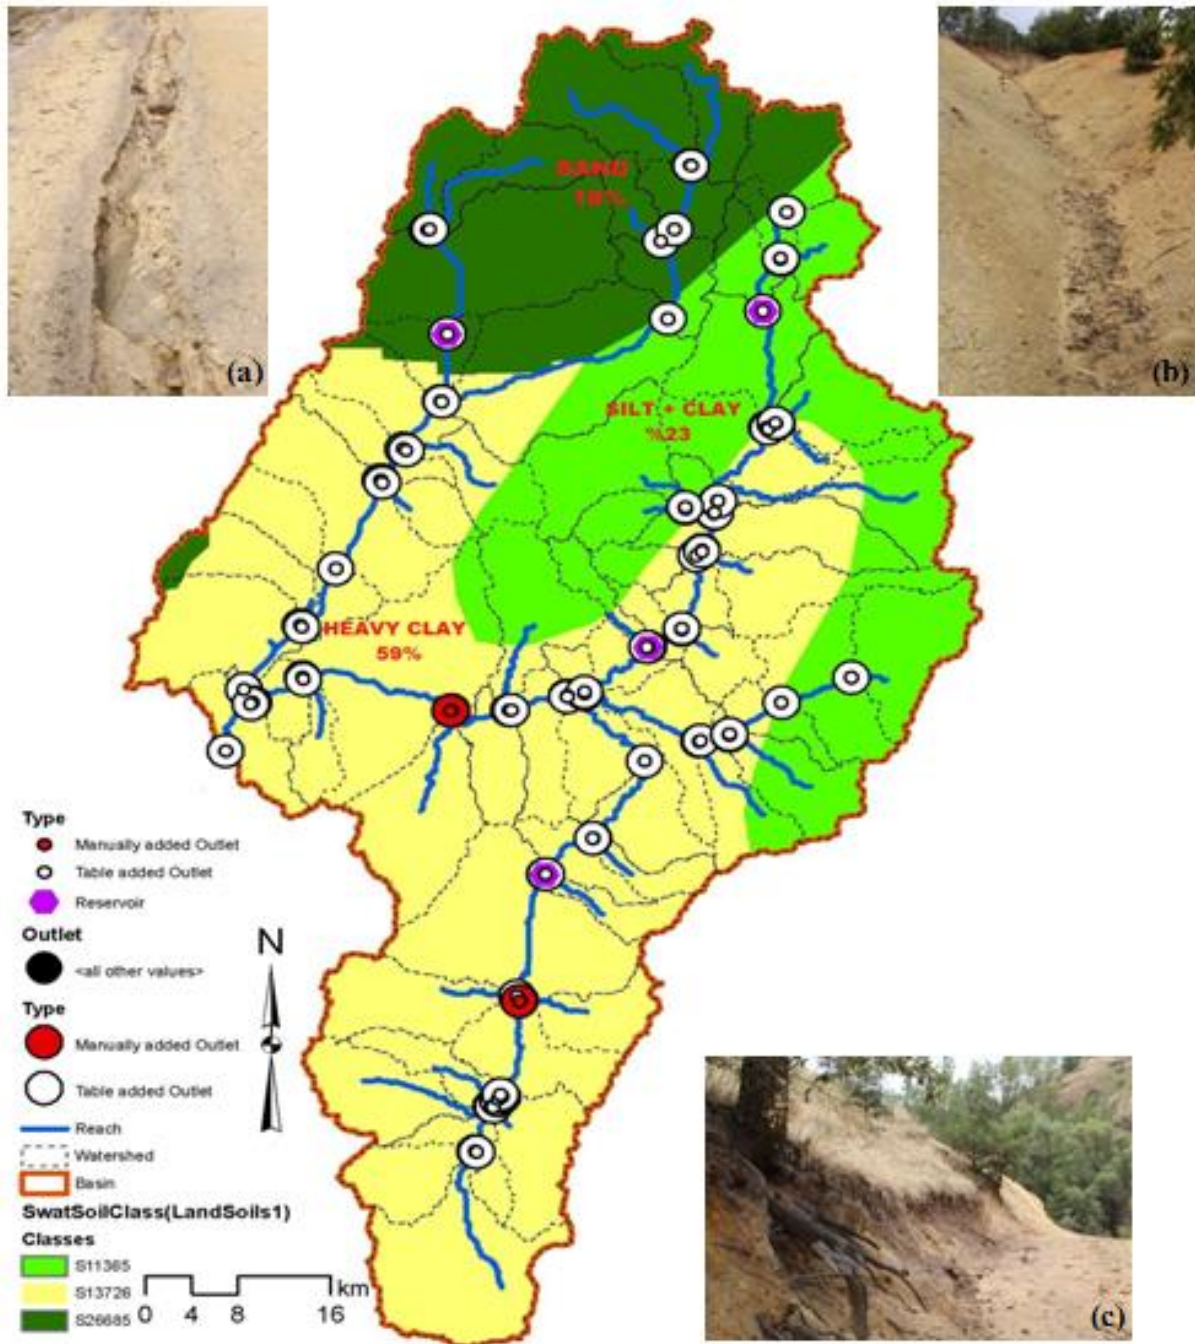 (a)
(b)
SAND
18%
SILT + CLAY
%23
HEAVY CLAY
59%
Type
Manually added Outlet
Table added Outlet
Reservoir
Outlet
<all other values>
Type
Manually added Outlet
Table added Outlet
Reach
Watershed
Basin
SwatSoilClass(LandSoils1)
Classes
S11365
S13726
S26685
N
km
0 4 8 16
(c)